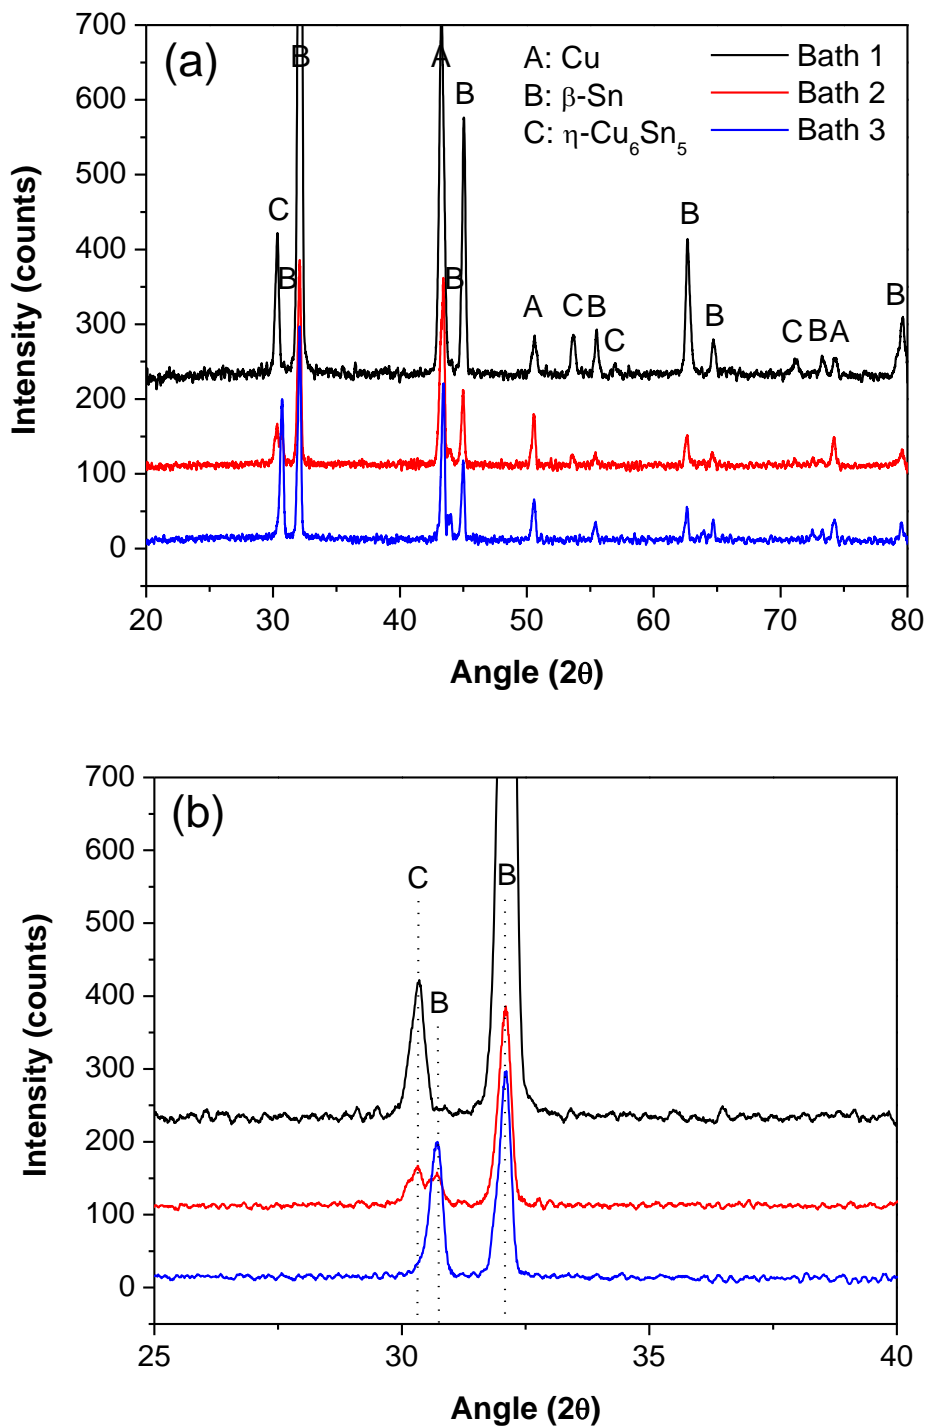 (a)
A: Cu
B: β-Sn
C: η-Cu6Sn5
Bath 1
Bath 2
Bath 3
700
600
500
400
300
200
100
0
Intensity (counts)
B
A
B
C
B
B
A
C
B
C
B
B
C
B
A
B
20
30
40
50
60
70
80
Angle (2θ)
(b)
700
600
500
400
300
200
100
0
Intensity (counts)
C
B
B
25
30
35
40
Angle (2θ)